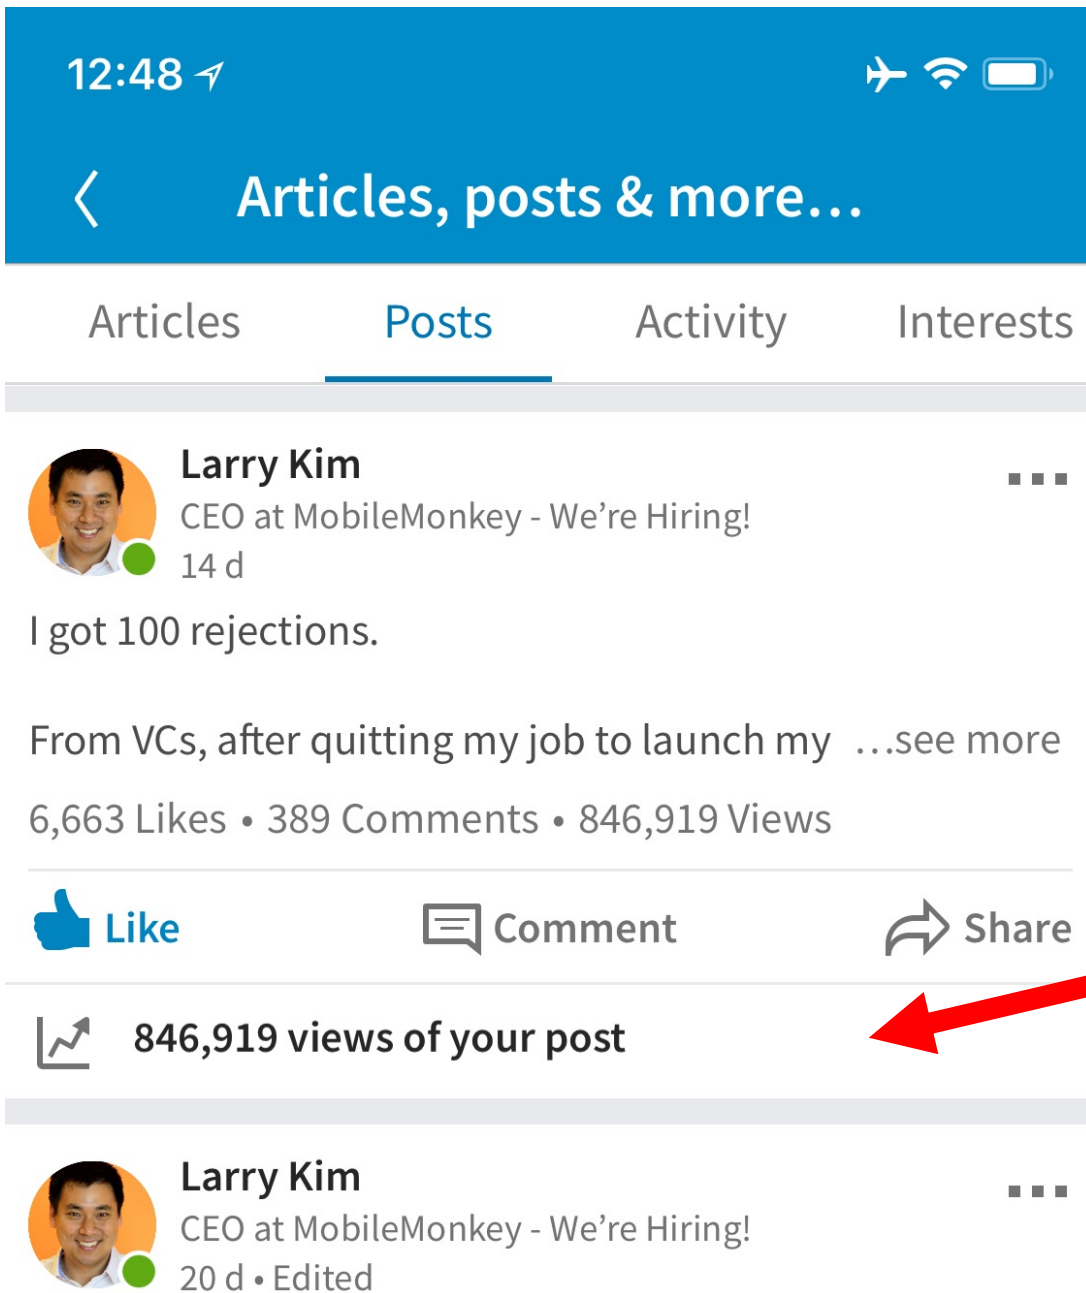 12:48
Articles, posts & more...
Articles Posts Activity Interests
Larry Kim
CEO at MobileMonkey - We’re Hiring!
14 d
I got 100 rejections.
From VCs, after quitting my job to launch my ...see more
6,663 Likes • 389 Comments • 846,919 Views
Like Comment Share
846,919 views of your post
Larry Kim
CEO at MobileMonkey - We’re Hiring!
20 d • Edited